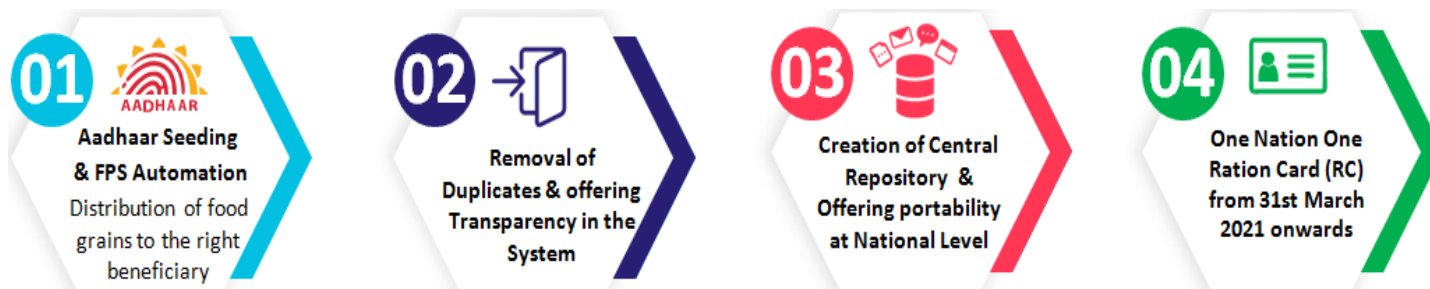 01
AADHAAR
Aadhaar Seeding
& FPS Automation
Distribution of food
grains to the right
beneficiary
02
Removal of
Duplicates & offering
Transparency in the
System
03
Creation of Central
Repository &
Offering portability
at National Level
04
One Nation One
Ration Card (RC)
from 31st March
2021 onwards